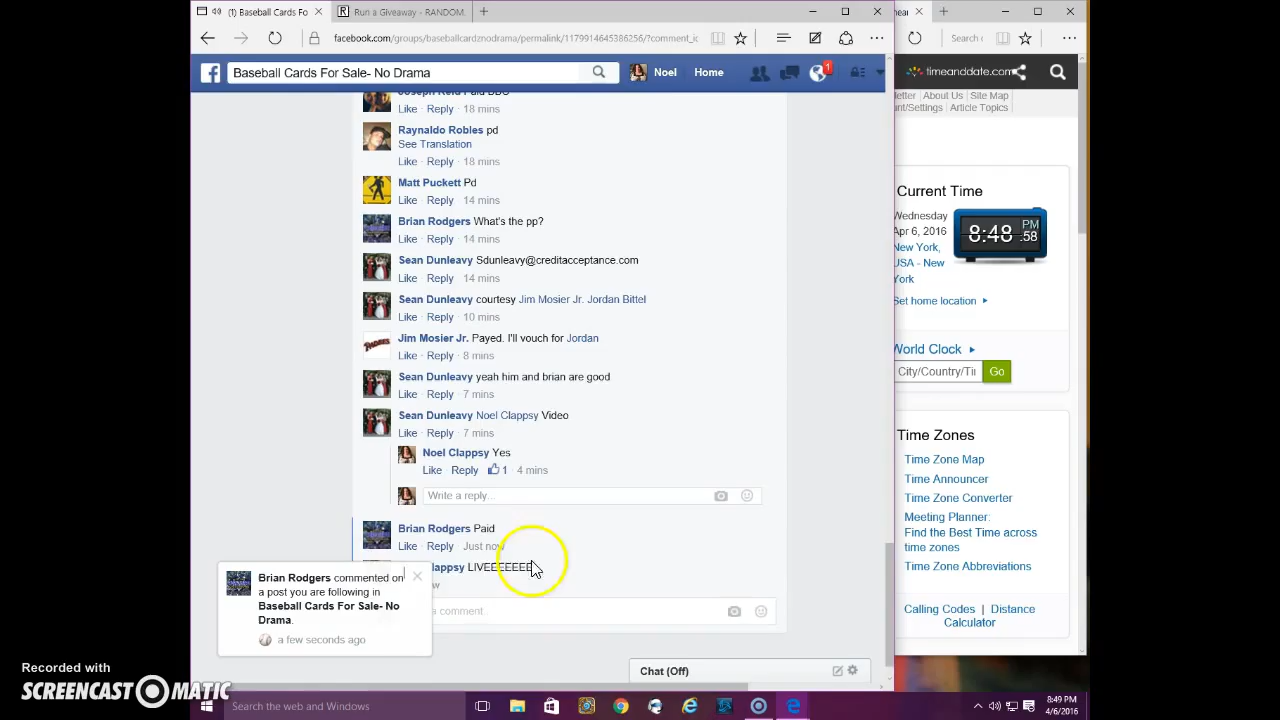 (1) Baseball Cards Fo
Run a Giveaway - RANDOM.
facebook.com/groups/baseballcardznodrama/permalink/1179914645386256/?comment_ic
Search c
Baseball Cards For Sale- No Drama
Noel
Home
1
timeanddate.com
About Us | Site Map
Article Topics
Like · Reply · 18 mins
Raynaldo Robles pd
See Translation
Like · Reply · 18 mins
Matt Puckett Pd
Like · Reply · 14 mins
Brian Rodgers What's the pp?
Like · Reply · 14 mins
Sean Dunleavy Sdunleavy@creditacceptance.com
Like · Reply · 14 mins
Sean Dunleavy courtesy Jim Mosier Jr. Jordan Bittel
Like · Reply · 10 mins
Jim Mosier Jr. Payed. I'll vouch for Jordan
Like · Reply · 8 mins
Sean Dunleavy yeah him and brian are good
Like · Reply · 7 mins
Sean Dunleavy Noel Clappsy Video
Like · Reply · 7 mins
Noel Clappsy Yes
Like · Reply · 1 · 4 mins
Write a reply...
Brian Rodgers Paid
Like · Reply · Just now
lappsy LIVEEEEEEE
a comment.
Brian Rodgers commented on
a post you are following in
Baseball Cards For Sale- No
Drama.
a few seconds ago
Chat (Off)
Current Time
Wednesday
Apr 6, 2016
New York,
USA - New
York
8:48 PM :58
Set home location
World Clock
City/Country/Ti
Go
Time Zones
Time Zone Map
Time Announcer
Time Zone Converter
Meeting Planner:
Find the Best Time across
time zones
Time Zone Abbreviations
Calling Codes | Distance
Calculator
Recorded with
SCREENCAST-O-MATIC
Search the web and Windows
8:49 PM
4/6/2016